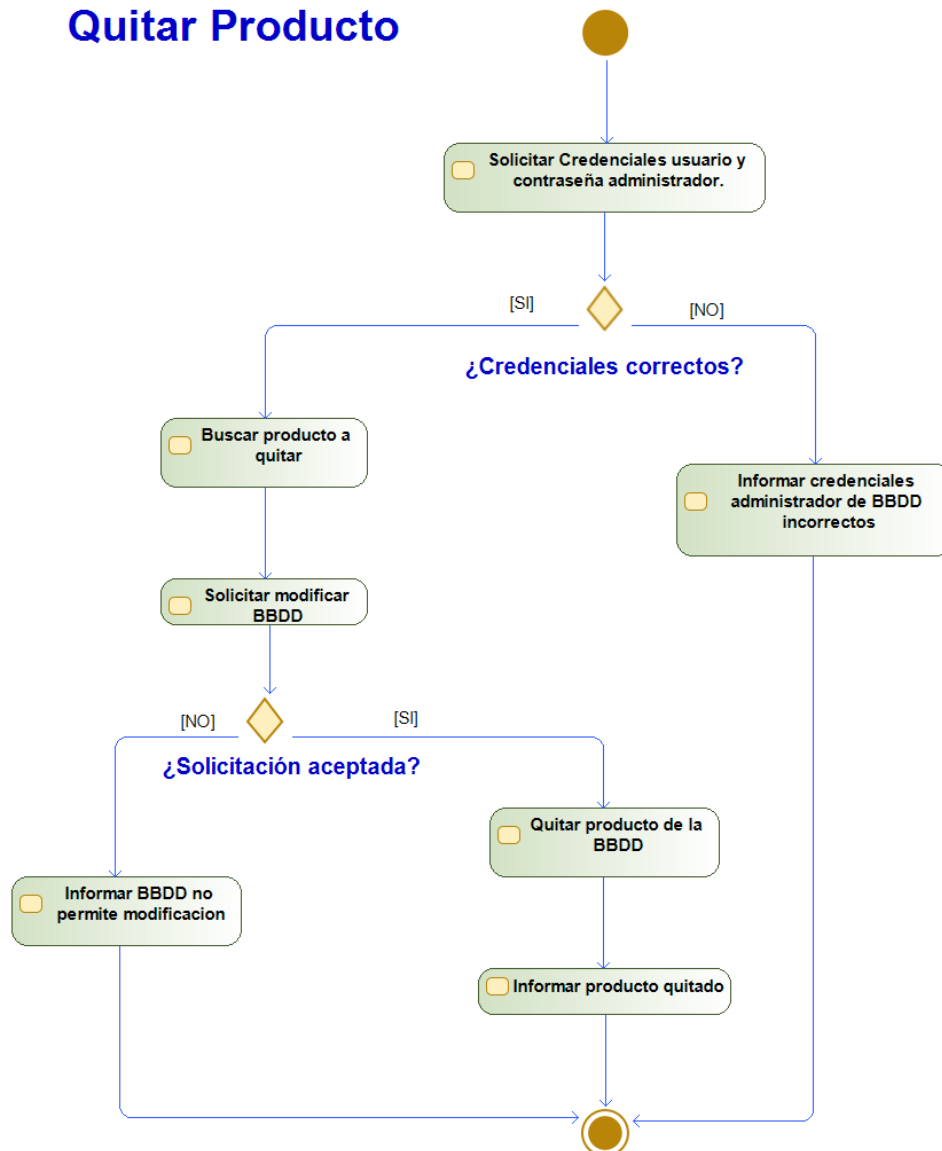 Quitar Producto
Solicitar Credenciales usuario y
contraseña administrador.
[SI]
[NO]
¿Credenciales correctos?
Buscar producto a
quitar
Informar credenciales
administrador de BBDD
incorrectos
Solicitar modificar
BBDD
[NO]
[SI]
¿Solicitación aceptada?
Quitar producto de la
BBDD
Informar BBDD no
permite modificacion
Informar producto quitado